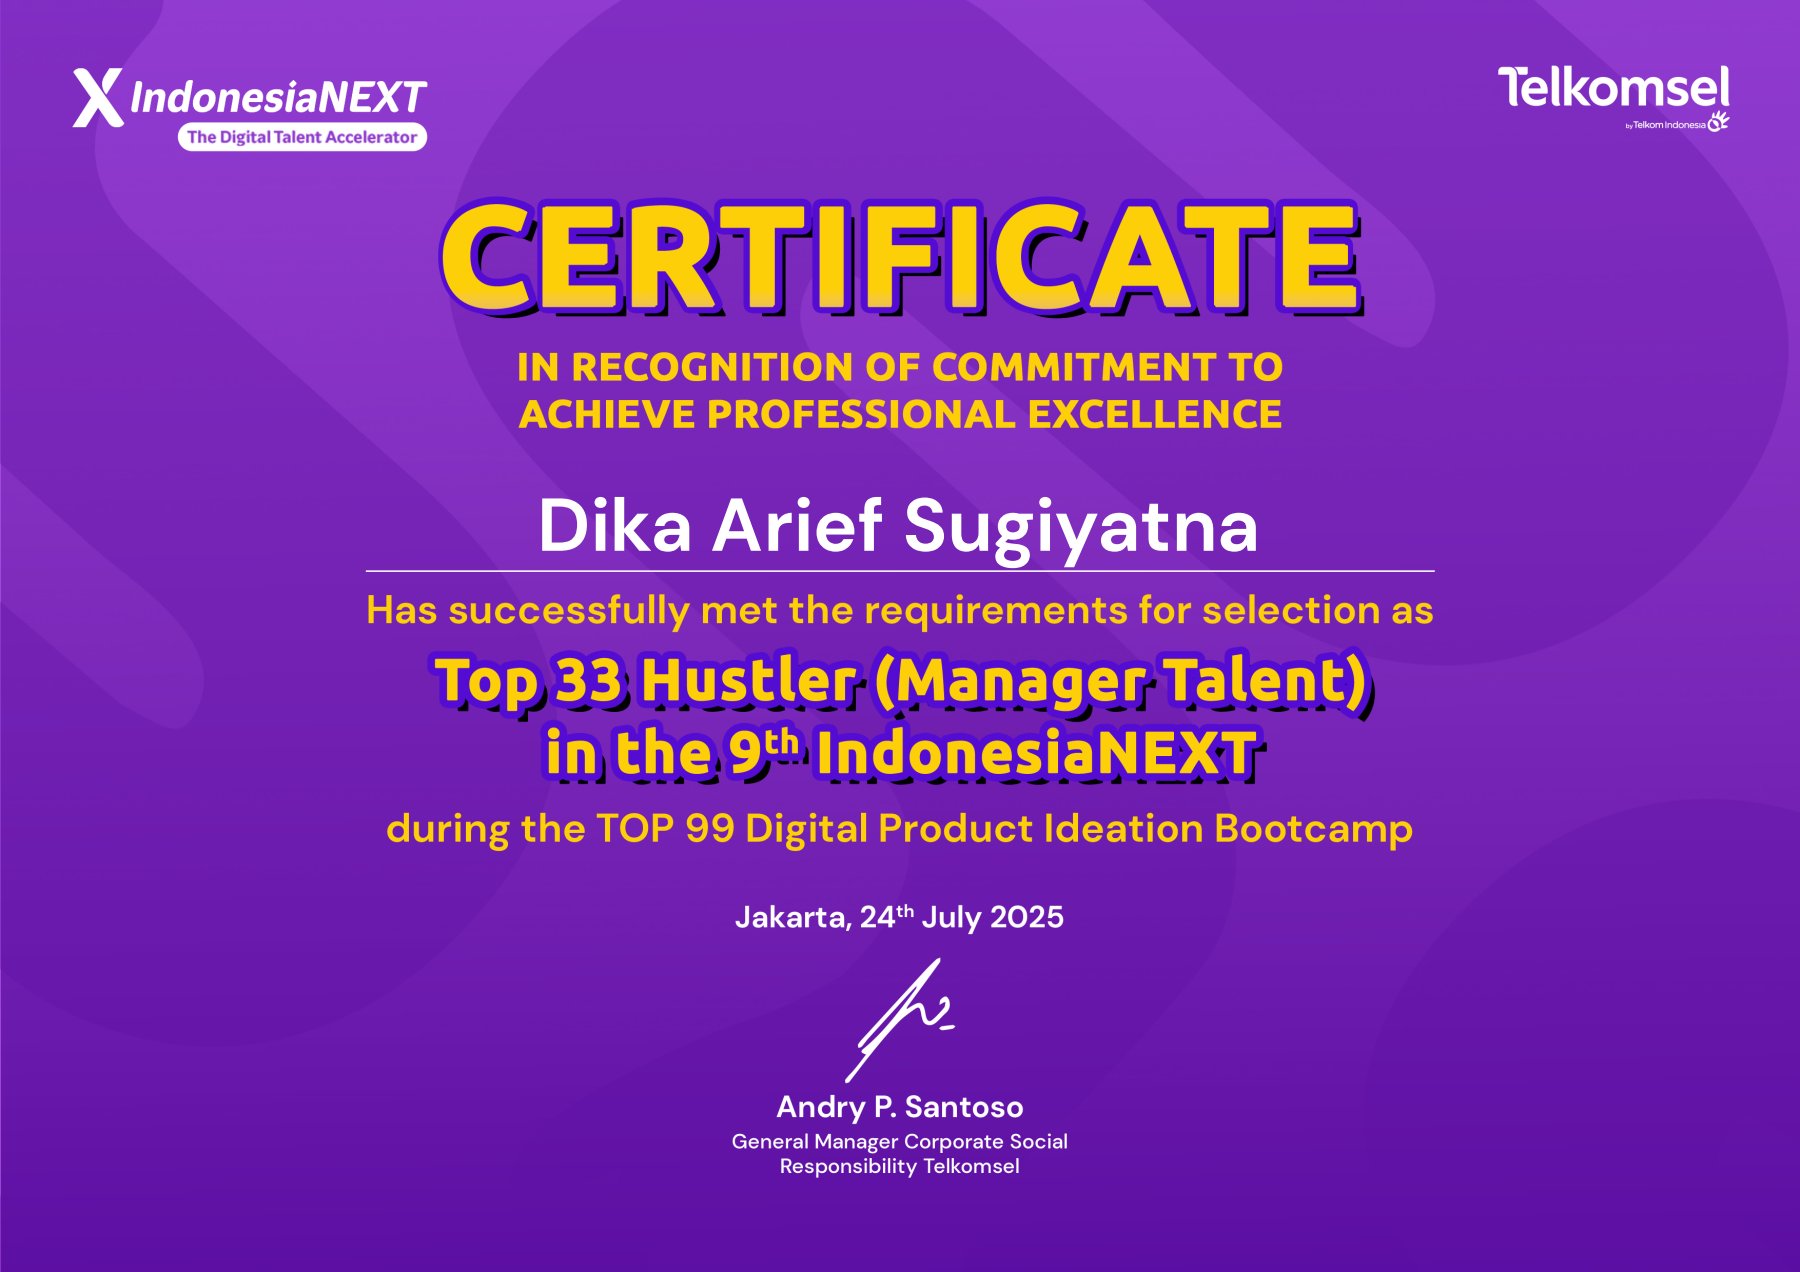 IndonesiaNEXT
The Digital Talent Accelerator
Telkomsel
by Telkom Indonesia
CERTIFICATE
IN RECOGNITION OF COMMITMENT TO
ACHIEVE PROFESSIONAL EXCELLENCE
Dika Arief Sugiyatna
Has successfully met the requirements for selection as
Top 33 Hustler (Manager Talent)
in the 9th IndonesiaNEXT
during the TOP 99 Digital Product Ideation Bootcamp
Jakarta, 24th July 2025
Andry P. Santoso
General Manager Corporate Social
Responsibility Telkomsel